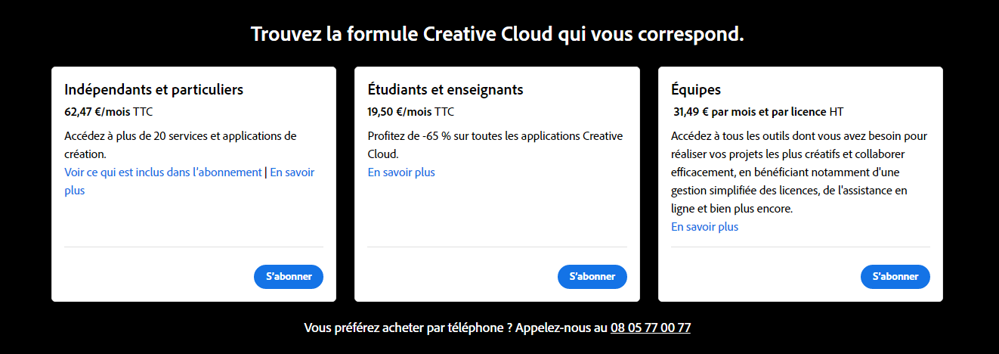 Trouvez la formule Creative Cloud qui vous correspond.
Indépendants et particuliers
62,47 €/mois TTC
Accédez à plus de 20 services et applications de
création.
Voir ce qui est inclus dans l’abonnement | En savoir
plus
S’abonner
Étudiants et enseignants
19,50 €/mois TTC
Profitez de -65 % sur toutes les applications Creative
Cloud.
En savoir plus
S’abonner
Équipes
31,49 € par mois et par licence HT
Accédez à tous les outils dont vous avez besoin pour
réaliser vos projets les plus créatifs et collaborer
efficacement, en bénéficiant notamment d'une
gestion simplifiée des licences, de l'assistance en
ligne et bien plus encore.
En savoir plus
S’abonner
Vous préférez acheter par téléphone ? Appelez-nous au 08 05 77 00 77